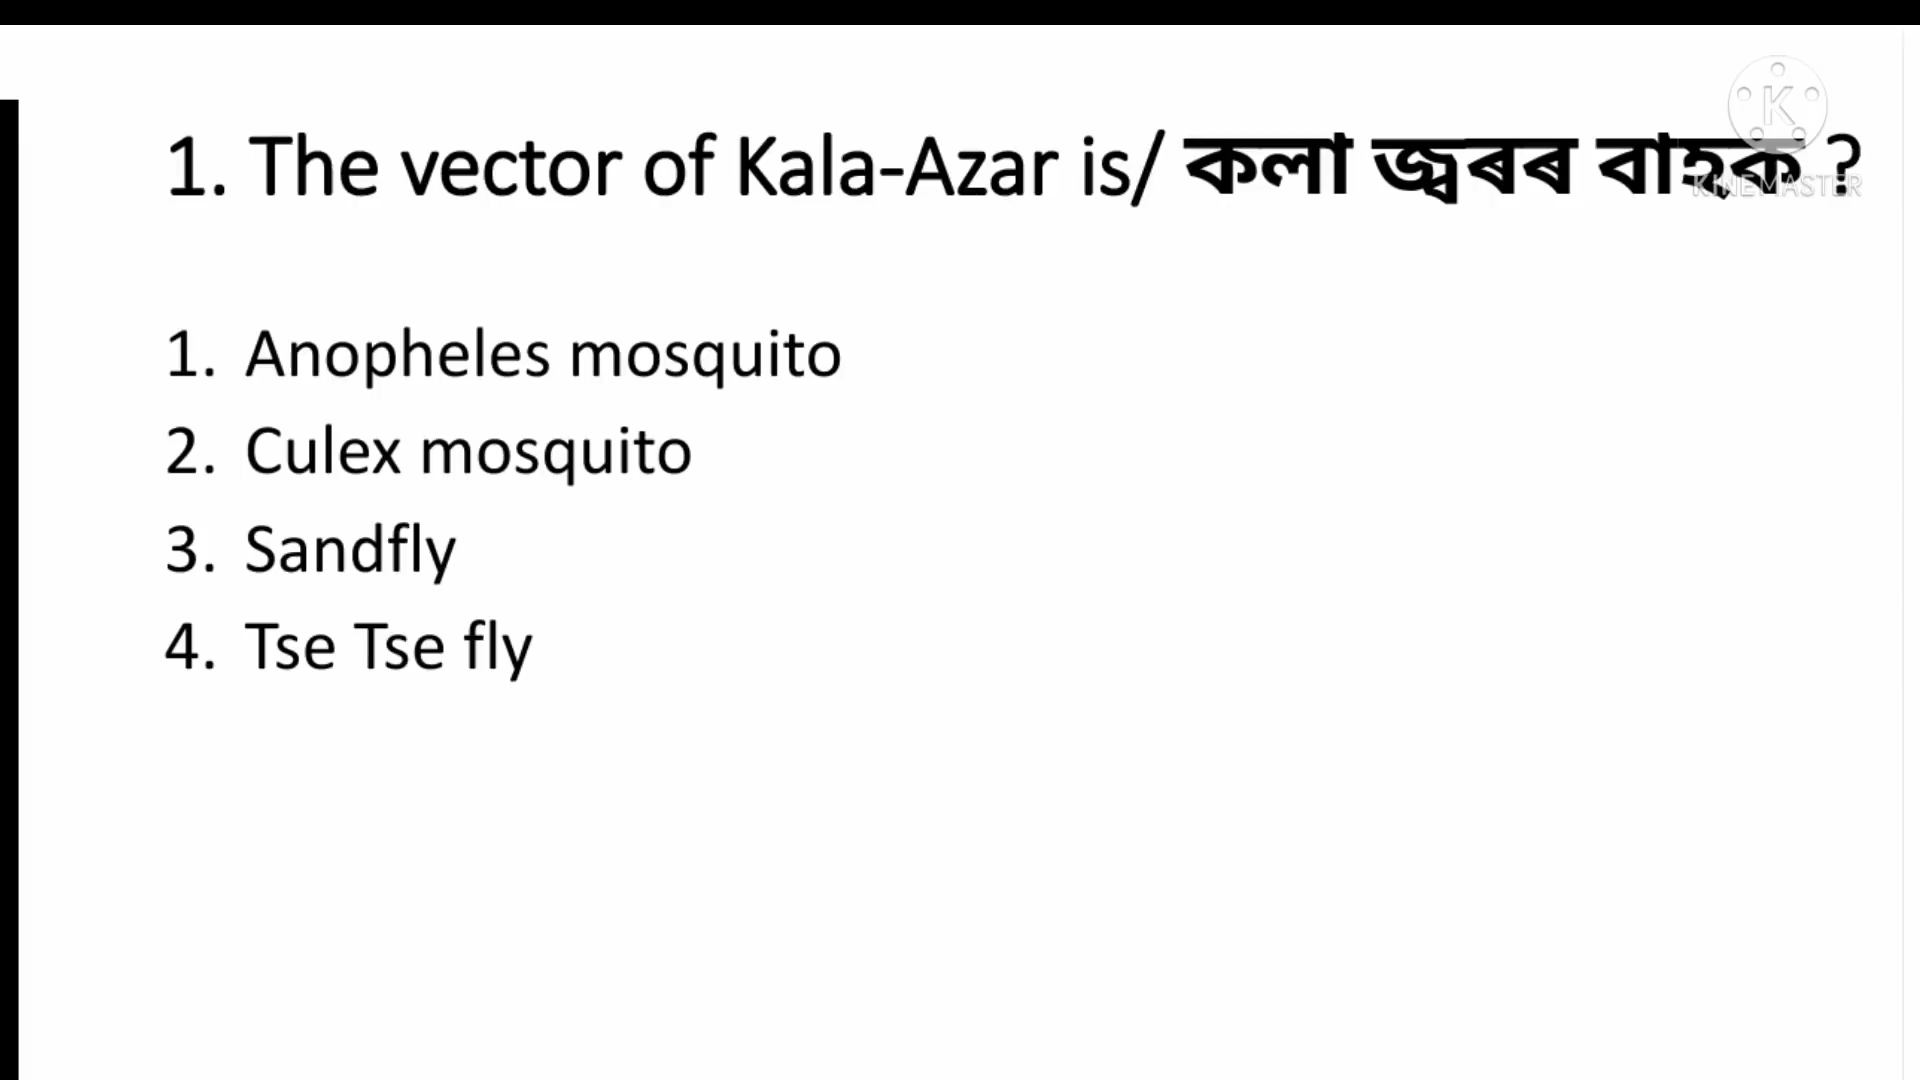 1. The vector of Kala-Azar is/ কলা জ্বৰৰ বাহক ?
K
KINEMASTER
1. Anopheles mosquito
2. Culex mosquito
3. Sandfly
4. Tse Tse fly